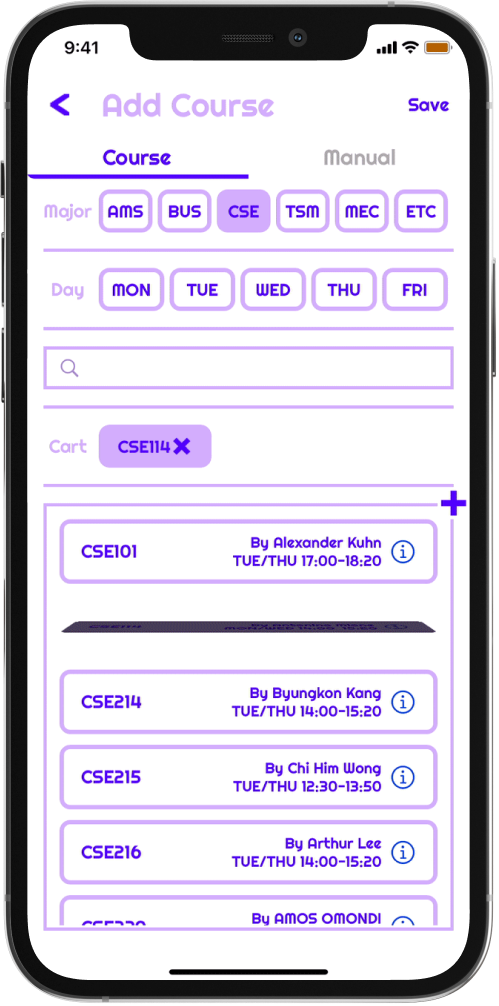 9:41
Add Course
Save
Course
Manual
Major
AMS
BUS
CSE
TSM
MEC
ETC
Day
MON
TUE
WED
THU
FRI
Cart
CSE114
CSE101
By Alexander Kuhn
TUE/THU 17:00-18:20
CSE114
CSE214
By Byungkon Kang
TUE/THU 14:00-15:20
CSE215
By Chi Him Wong
TUE/THU 12:30-13:50
CSE216
By Arthur Lee
TUE/THU 14:00-15:20
By AMOS OMONDI